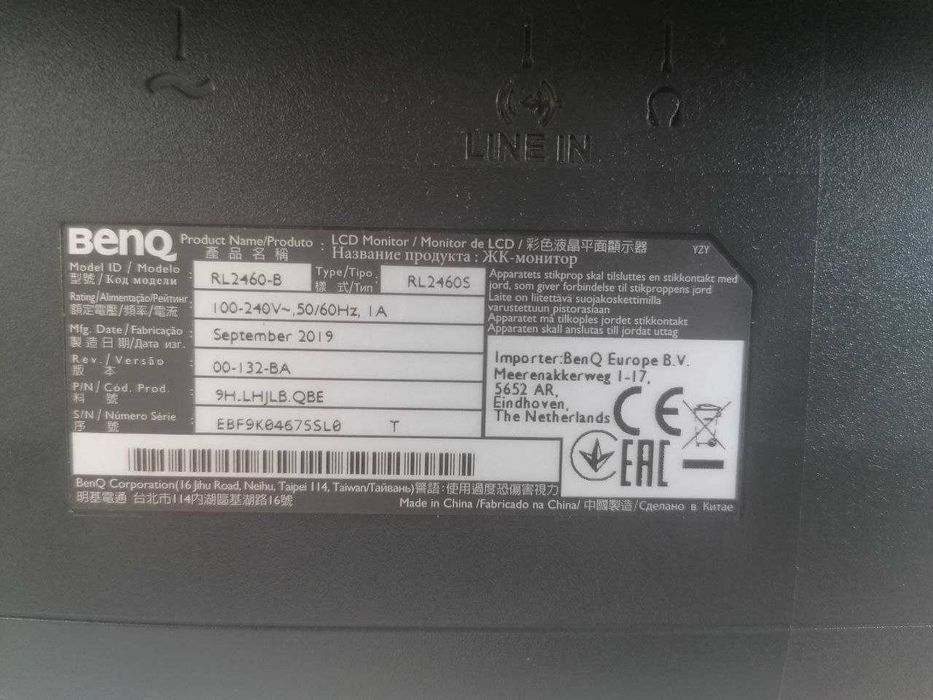 LINE IN
BenQ
Product Name/Produto : LCD Monitor / Monitor de LCD / 彩色液晶平面顯示器
產品名稱 Название продукта : ЖК-монитор
YZY
Model ID / Modelo
型號 / Код модели : RL2460-B
Type/Tipo
樣式/Тип : RL2460S
Rating/Alimentação/Рейтинг
額定電壓/頻率/電流 : 100-240V~, 50/60Hz, 1A
Mfg. Date / Fabricação
製造日期/Дата изг. : September 2019
Rev. / Versão
版本 : 00-132-BA
P/N / Cód. Prod.
料號 : 9H.LHJLB.QBE
S/N / Número Série
序號 : EBF9K04675SL0 T
Apparatets stikprop skal tilsluttes en stikkontakt med
jord, som giver forbindelse til stikproppens jord
Laite on liitettävä suojakoskettimilla
varustettuun pistorasiaan
Apparatet må tilkoples jordet stikkontakt
Apparaten skall anslutas till jordat uttag
Importer:BenQ Europe B.V.
Meerenakkerweg 1-17,
5652 AR,
Eindhoven,
The Netherlands
CE
EAC
BenQ Corporation(16 Jihu Road, Neihu, Taipei 114, Taiwan/Тайвань)警語:使用過度恐傷害視力
明基電通 台北市114內湖區基湖路16號
Made in China /Fabricado na China/ 中國製造/Сделано в Китае